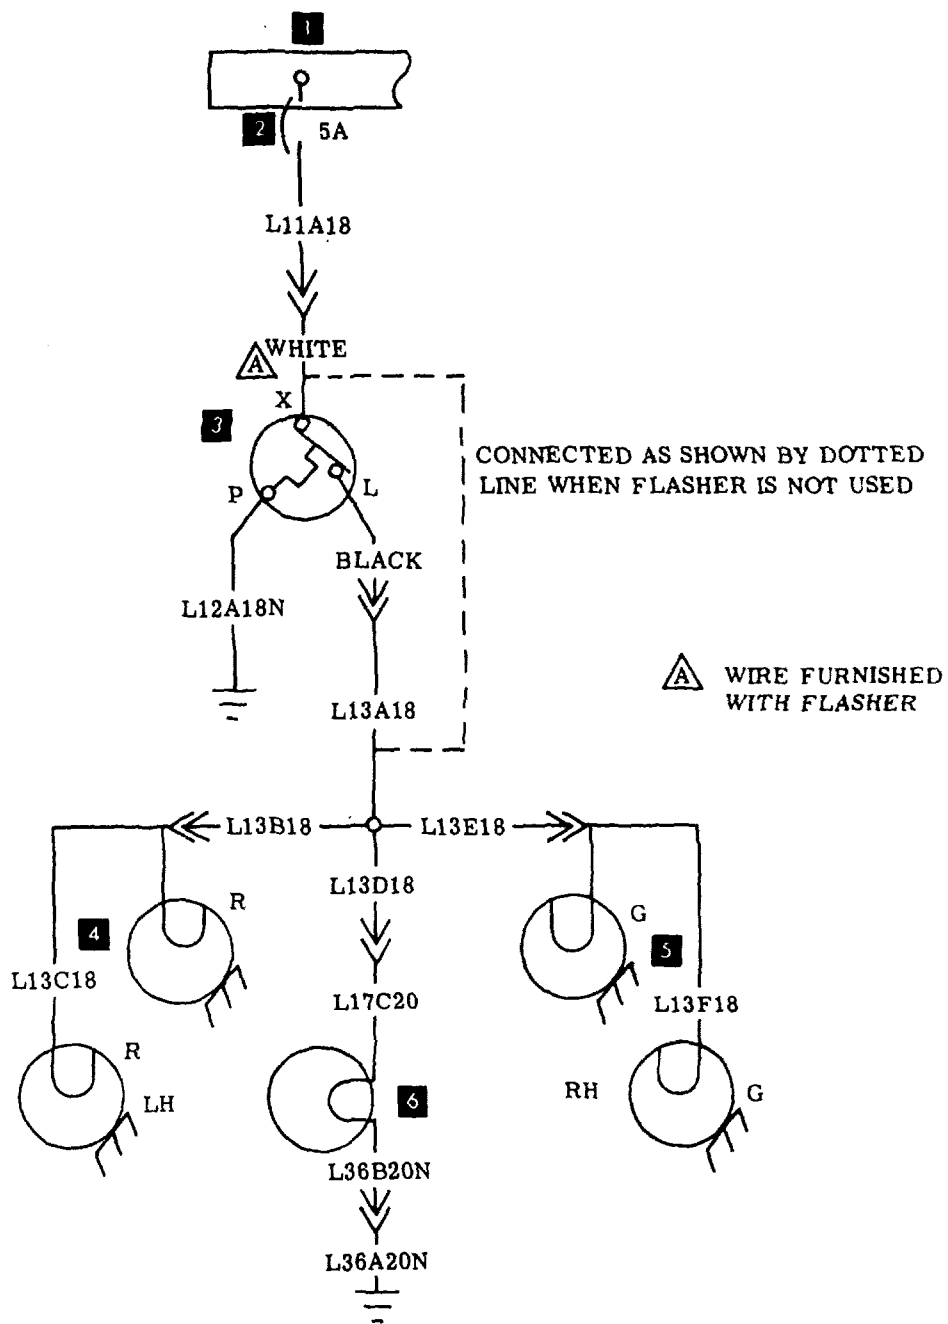 1
2
5A
L11A18
A
WHITE
X
3
CONNECTED AS SHOWN BY DOTTED
LINE WHEN FLASHER IS NOT USED
P
L
BLACK
L12A18N
A
WIRE FURNISHED
WITH FLASHER
L13A18
L13B18
L13E18
L13D18
R
G
4
5
L13C18
L17C20
L13F18
R
LH
6
RH
G
L36B20N
L36A20N